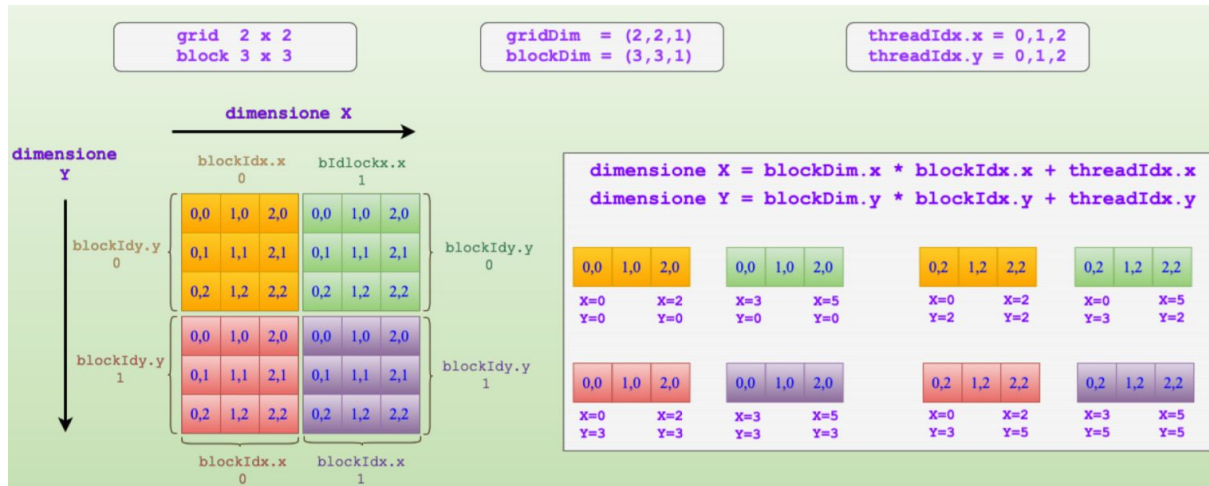 grid 2 x 2
block 3 x 3
gridDim = (2,2,1)
blockDim = (3,3,1)
threadIdx.x = 0,1,2
threadIdx.y = 0,1,2
dimensione X
dimensione
Y
blockIdx.x
0
bIdlockx.x
1
blockIdy.y
0
0,0 1,0 2,0 0,0 1,0 2,0
0,1 1,1 2,1 0,1 1,1 2,1
0,2 1,2 2,2 0,2 1,2 2,2
blockIdy.y
0
blockIdy.y
1
0,0 1,0 2,0 0,0 1,0 2,0
0,1 1,1 2,1 0,1 1,1 2,1
0,2 1,2 2,2 0,2 1,2 2,2
blockIdy.y
1
blockIdx.x
0
blockIdx.x
1
dimensione X = blockDim.x * blockIdx.x + threadIdx.x
dimensione Y = blockDim.y * blockIdx.y + threadIdx.y
0,0 1,0 2,0 0,0 1,0 2,0 0,2 1,2 2,2 0,2 1,2 2,2
X=0 X=2 X=3 X=5 X=0 X=2 X=0 X=5
Y=0 Y=0 Y=0 Y=0 Y=2 Y=2 Y=3 Y=2
0,0 1,0 2,0 0,0 1,0 2,0 0,2 1,2 2,2 0,2 1,2 2,2
X=0 X=2 X=3 X=5 X=0 X=2 X=3 X=5
Y=3 Y=3 Y=3 Y=3 Y=3 Y=5 Y=5 Y=5